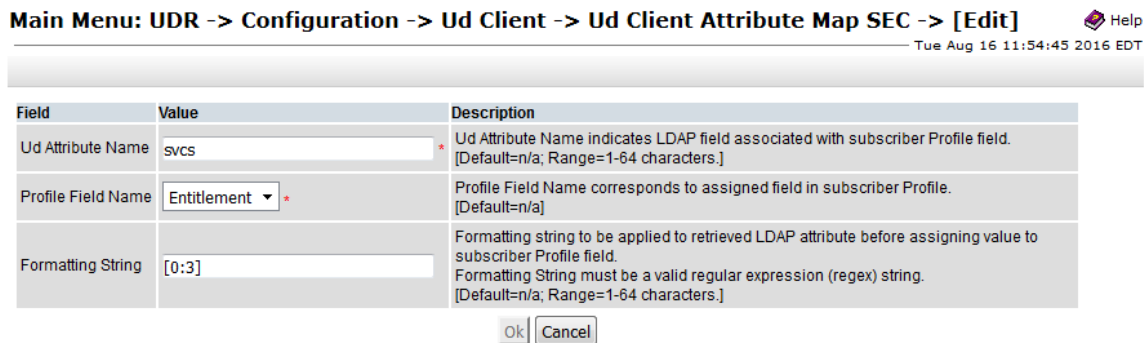 Main Menu: UDR -> Configuration -> Ud Client -> Ud Client Attribute Map SEC -> [Edit]
Help
Tue Aug 16 11:54:45 2016 EDT
Field Value Description
Ud Attribute Name svcs * Ud Attribute Name indicates LDAP field associated with subscriber Profile field.
[Default=n/a; Range=1-64 characters.]
Profile Field Name Entitlement * Profile Field Name corresponds to assigned field in subscriber Profile.
[Default=n/a]
Formatting string to be applied to retrieved LDAP attribute before assigning value to
subscriber Profile field.
Formatting String [0:3] Formatting String must be a valid regular expression (regex) string.
[Default=n/a; Range=1-64 characters.]
Ok Cancel